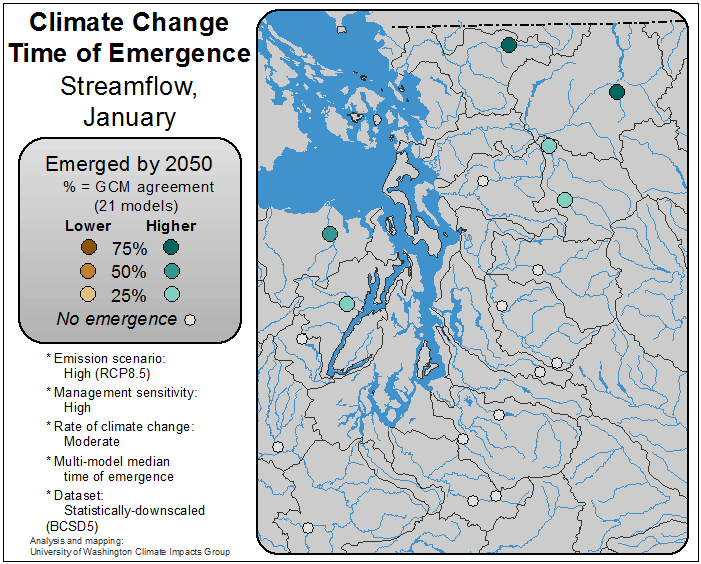 Climate Change
Time of Emergence
Streamflow,
January
Emerged by 2050
% = GCM agreement
(21 models)
Lower Higher
75%
50%
25%
No emergence
* Emission scenario:
High (RCP8.5)
* Management sensitivity:
High
* Rate of climate change:
Moderate
* Multi-model median
time of emergence
* Dataset:
Statistically-downscaled
(BCSD5)
Analysis and mapping:
University of Washington Climate Impacts Group